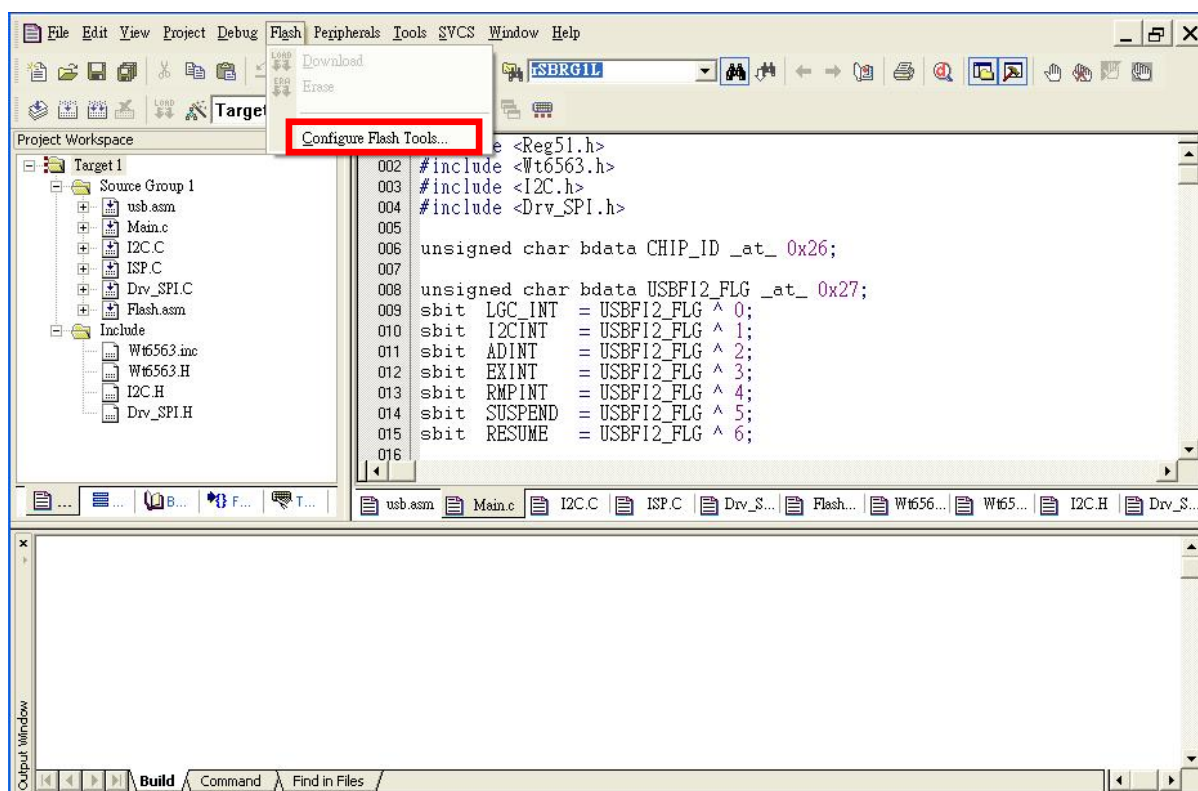 File Edit View Project Debug Flash Peripherals Tools SVCS Window Help
Download
Erase
Configure Flash Tools...
rSBRG1L
LOAD
Target
Project Workspace
Target 1
Source Group 1
usb.asm
Main.c
I2C.C
ISP.C
Drv_SPI.C
Flash.asm
Include
Wt6563.inc
Wt6563.H
I2C.H
Drv_SPI.H
... ... B... F... T...
e <Reg51.h>
002 #include <Wt6563.h>
003 #include <I2C.h>
004 #include <Drv_SPI.h>
005
006 unsigned char bdata CHIP_ID _at_ 0x26;
007
008 unsigned char bdata USBFI2_FLG _at_ 0x27;
009 sbit LGC_INT = USBFI2_FLG ^ 0;
010 sbit I2CINT = USBFI2_FLG ^ 1;
011 sbit ADINT = USBFI2_FLG ^ 2;
012 sbit EXINT = USBFI2_FLG ^ 3;
013 sbit RMPINT = USBFI2_FLG ^ 4;
014 sbit SUSPEND = USBFI2_FLG ^ 5;
015 sbit RESUME = USBFI2_FLG ^ 6;
016
usb.asm Main.c I2C.C ISP.C Drv_S... Flash... Wt656... Wt65... I2C.H Drv_S...
Output Window
Build Command Find in Files